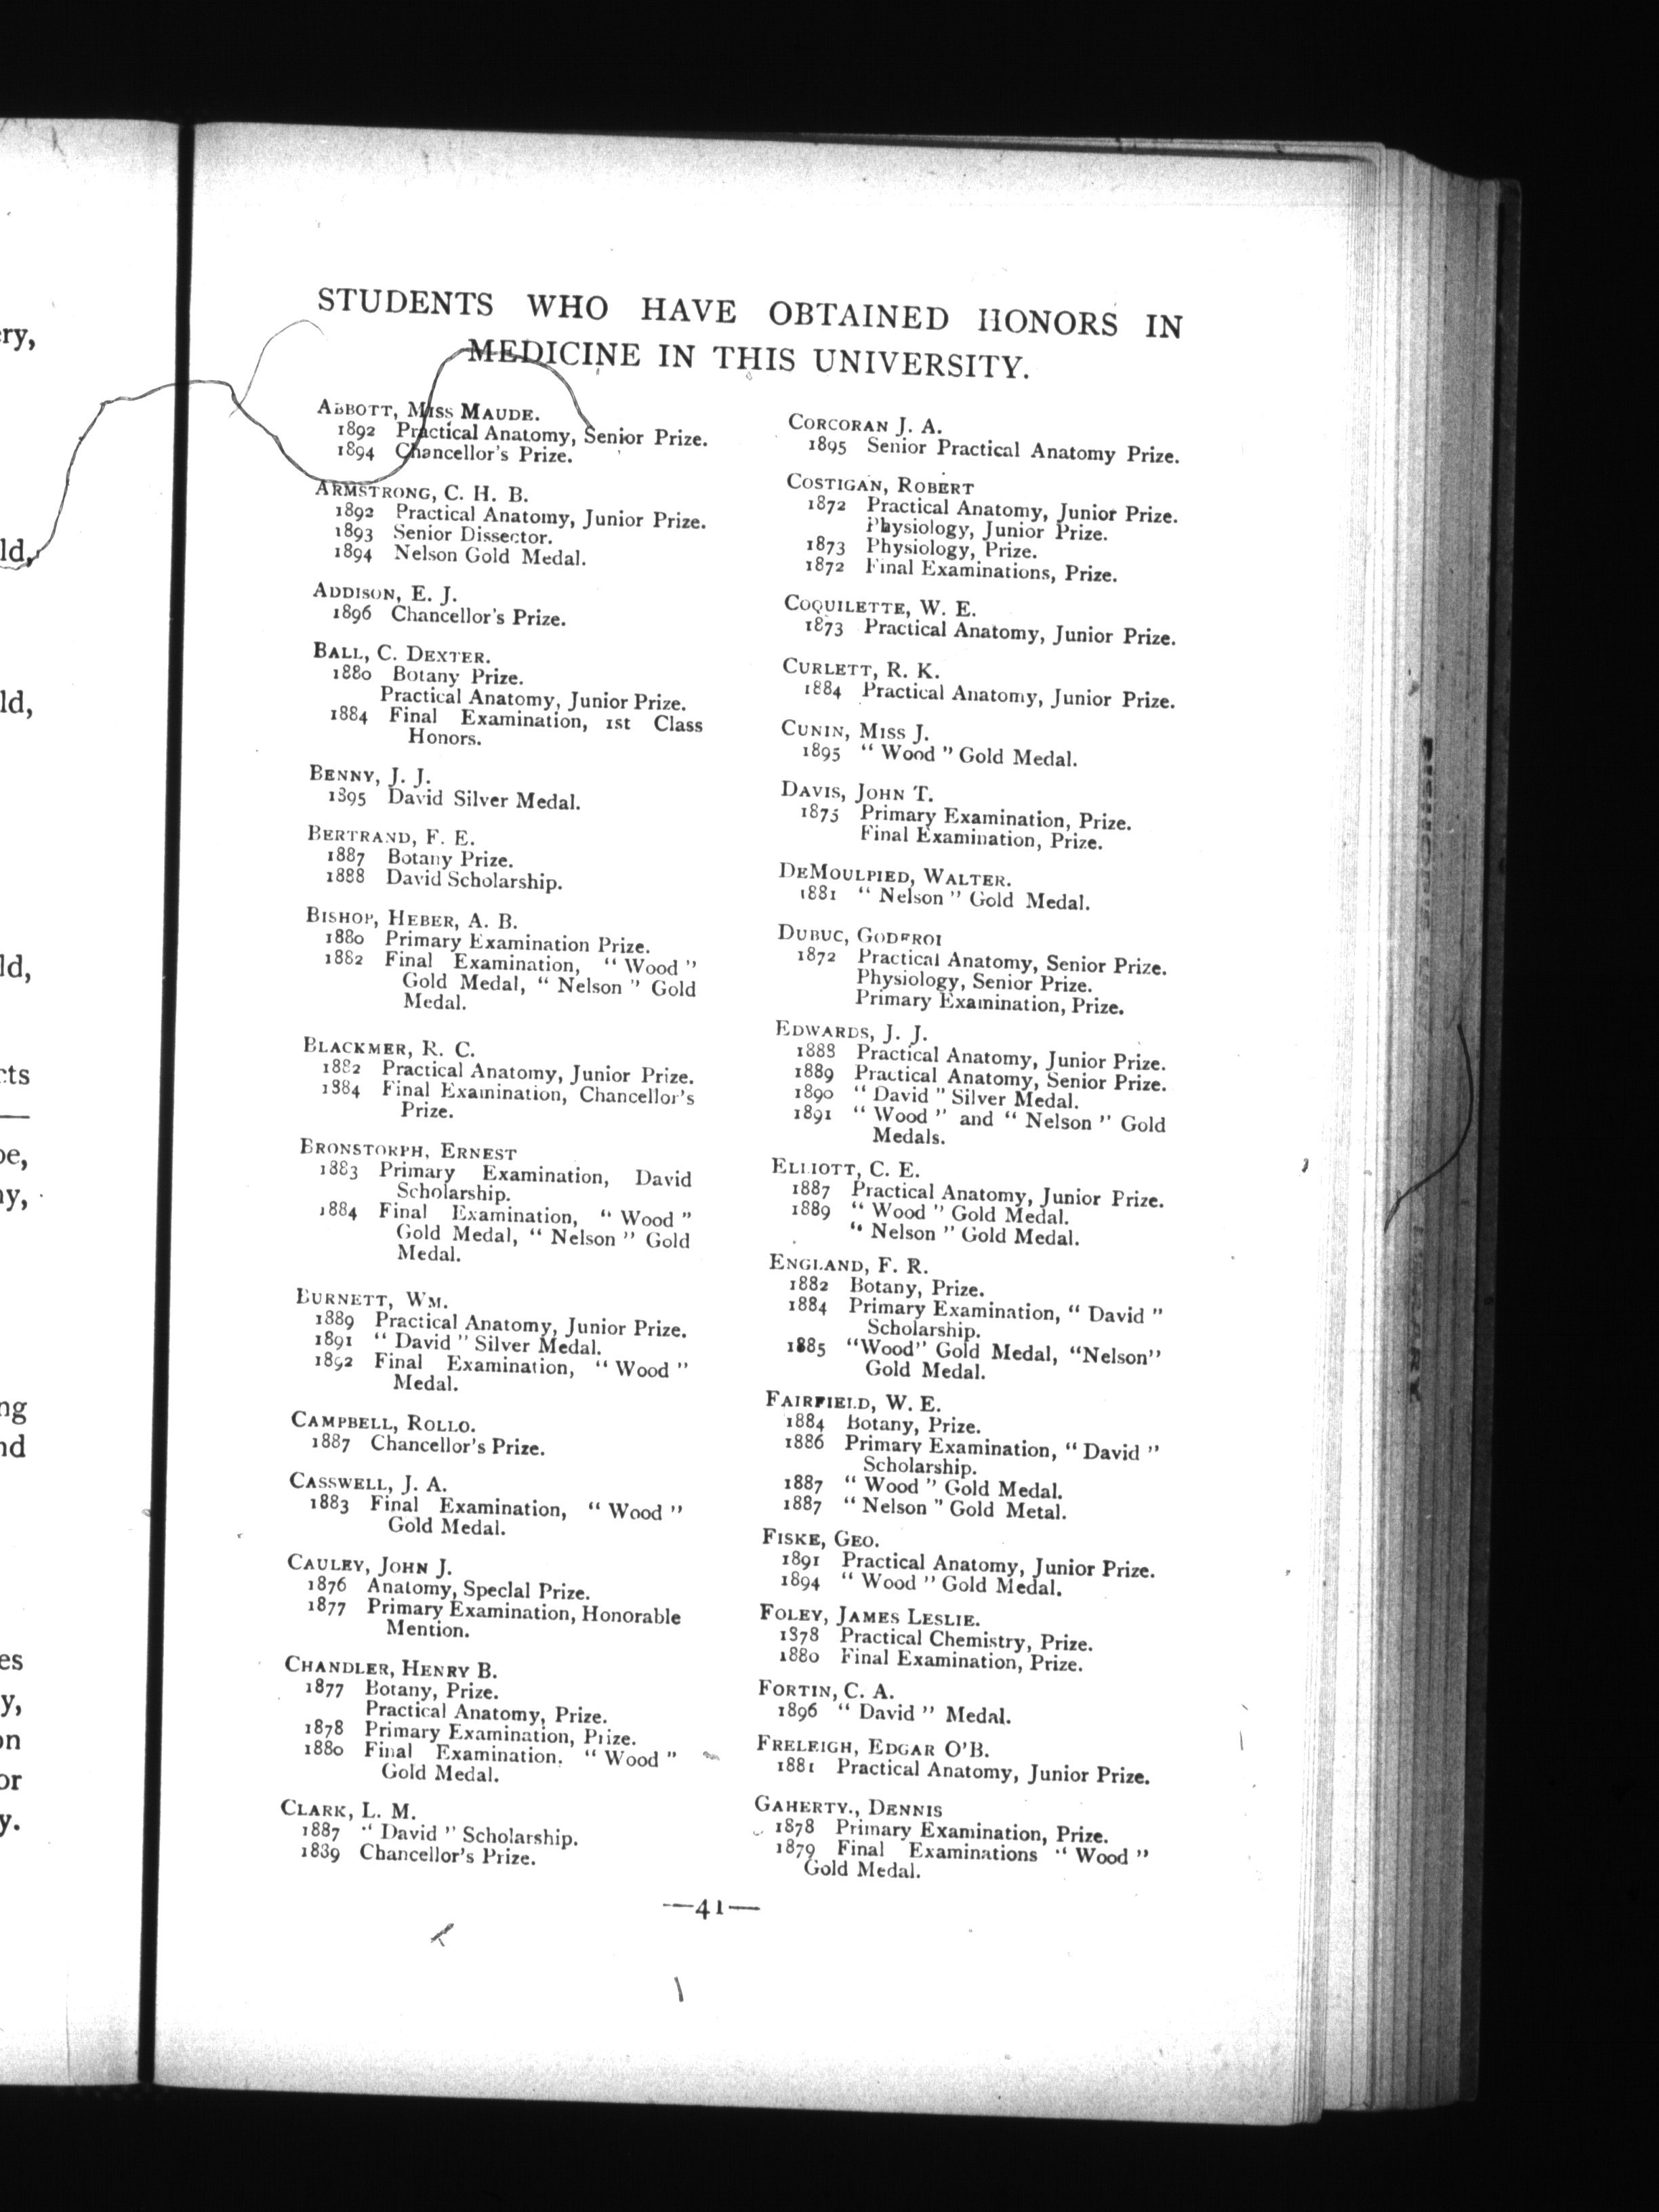 STUDENTS WHO HAVE OBTAINED HONORS IN
MEDICINE IN THIS UNIVERSITY.
ABBOTT, MISS MAUDE.
1892 Practical Anatomy, Senior Prize.
1894 Chancellor's Prize.
ARMSTRONG, C. H. B.
1892 Practical Anatomy, Junior Prize.
1893 Senior Dissector.
1894 Nelson Gold Medal.
ADDISON, E. J.
1896 Chancellor's Prize.
BALL, C. DEXTER.
1880 Botany Prize.
Practical Anatomy, Junior Prize.
1884 Final Examination, 1st Class
Honors.
BENNY, J. J.
1895 David Silver Medal.
BERTRAND, F. E.
1887 Botany Prize.
1888 David Scholarship.
BISHOP, HEBER, A. B.
1880 Primary Examination Prize.
1882 Final Examination, "Wood"
Gold Medal, "Nelson" Gold
Medal.
BLACKMER, R. C.
1882 Practical Anatomy, Junior Prize.
1884 Final Examination, Chancellor's
Prize.
BRONSTORPH, ERNEST
1883 Primary Examination, David
Scholarship.
1884 Final Examination, "Wood"
Gold Medal, "Nelson" Gold
Medal.
BURNETT, WM.
1889 Practical Anatomy, Junior Prize.
1891 "David" Silver Medal.
1892 Final Examination, "Wood"
Medal.
CAMPBELL, ROLLO.
1887 Chancellor's Prize.
CASSWELL, J. A.
1883 Final Examination, "Wood"
Gold Medal.
CAULEY, JOHN J.
1876 Anatomy, Speclal Prize.
1877 Primary Examination, Honorable
Mention.
CHANDLER, HENRY B.
1877 Botany, Prize.
Practical Anatomy, Prize.
1878 Primary Examination, Prize.
1880 Final Examination. "Wood"
Gold Medal.
CLARK, L. M.
1887 "David" Scholarship.
1889 Chancellor's Prize.
CORCORAN J. A.
1895 Senior Practical Anatomy Prize.
COSTIGAN, ROBERT
1872 Practical Anatomy, Junior Prize.
Physiology, Junior Prize.
1873 Physiology, Prize.
1872 Final Examinations, Prize.
COQUILETTE, W. E.
1873 Practical Anatomy, Junior Prize.
CURLETT, R. K.
1884 Practical Anatomy, Junior Prize.
CUNIN, MISS J.
1895 "Wood" Gold Medal.
DAVIS, JOHN T.
1875 Primary Examination, Prize.
Final Examination, Prize.
DEMOULPIED, WALTER.
1881 "Nelson" Gold Medal.
DUBUC, GODFROI
1872 Practical Anatomy, Senior Prize.
Physiology, Senior Prize.
Primary Examination, Prize.
EDWARDS, J. J.
1888 Practical Anatomy, Junior Prize.
1889 Practical Anatomy, Senior Prize.
1890 "David" Silver Medal.
1891 "Wood" and "Nelson" Gold
Medals.
ELLIOTT, C. E.
1887 Practical Anatomy, Junior Prize.
1889 "Wood" Gold Medal.
"Nelson" Gold Medal.
ENGLAND, F. R.
1882 Botany, Prize.
1884 Primary Examination, "David"
Scholarship.
1885 "Wood" Gold Medal, "Nelson"
Gold Medal.
FAIRFIELD, W. E.
1884 Botany, Prize.
1886 Primary Examination, "David"
Scholarship.
1887 "Wood" Gold Medal.
1887 "Nelson" Gold Metal.
FISKE, GEO.
1891 Practical Anatomy, Junior Prize.
1894 "Wood" Gold Medal.
FOLEY, JAMES LESLIE.
1878 Practical Chemistry, Prize.
1880 Final Examination, Prize.
FORTIN, C. A.
1896 "David" Medal.
FRELEIGH, EDGAR O'B.
1881 Practical Anatomy, Junior Prize.
GAHERTY., DENNIS
1878 Primary Examination, Prize.
1879 Final Examinations "Wood"
Gold Medal.
—41—